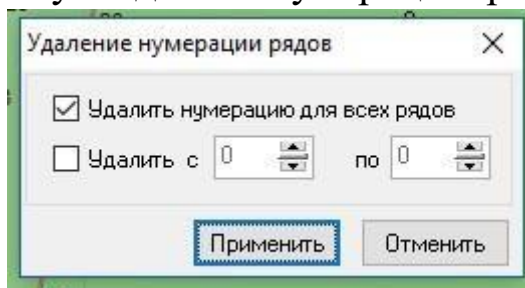 Удаление нумерации рядов
Удалить нумерацию для всех рядов
Удалить с 0 по 0
Применить Отменить